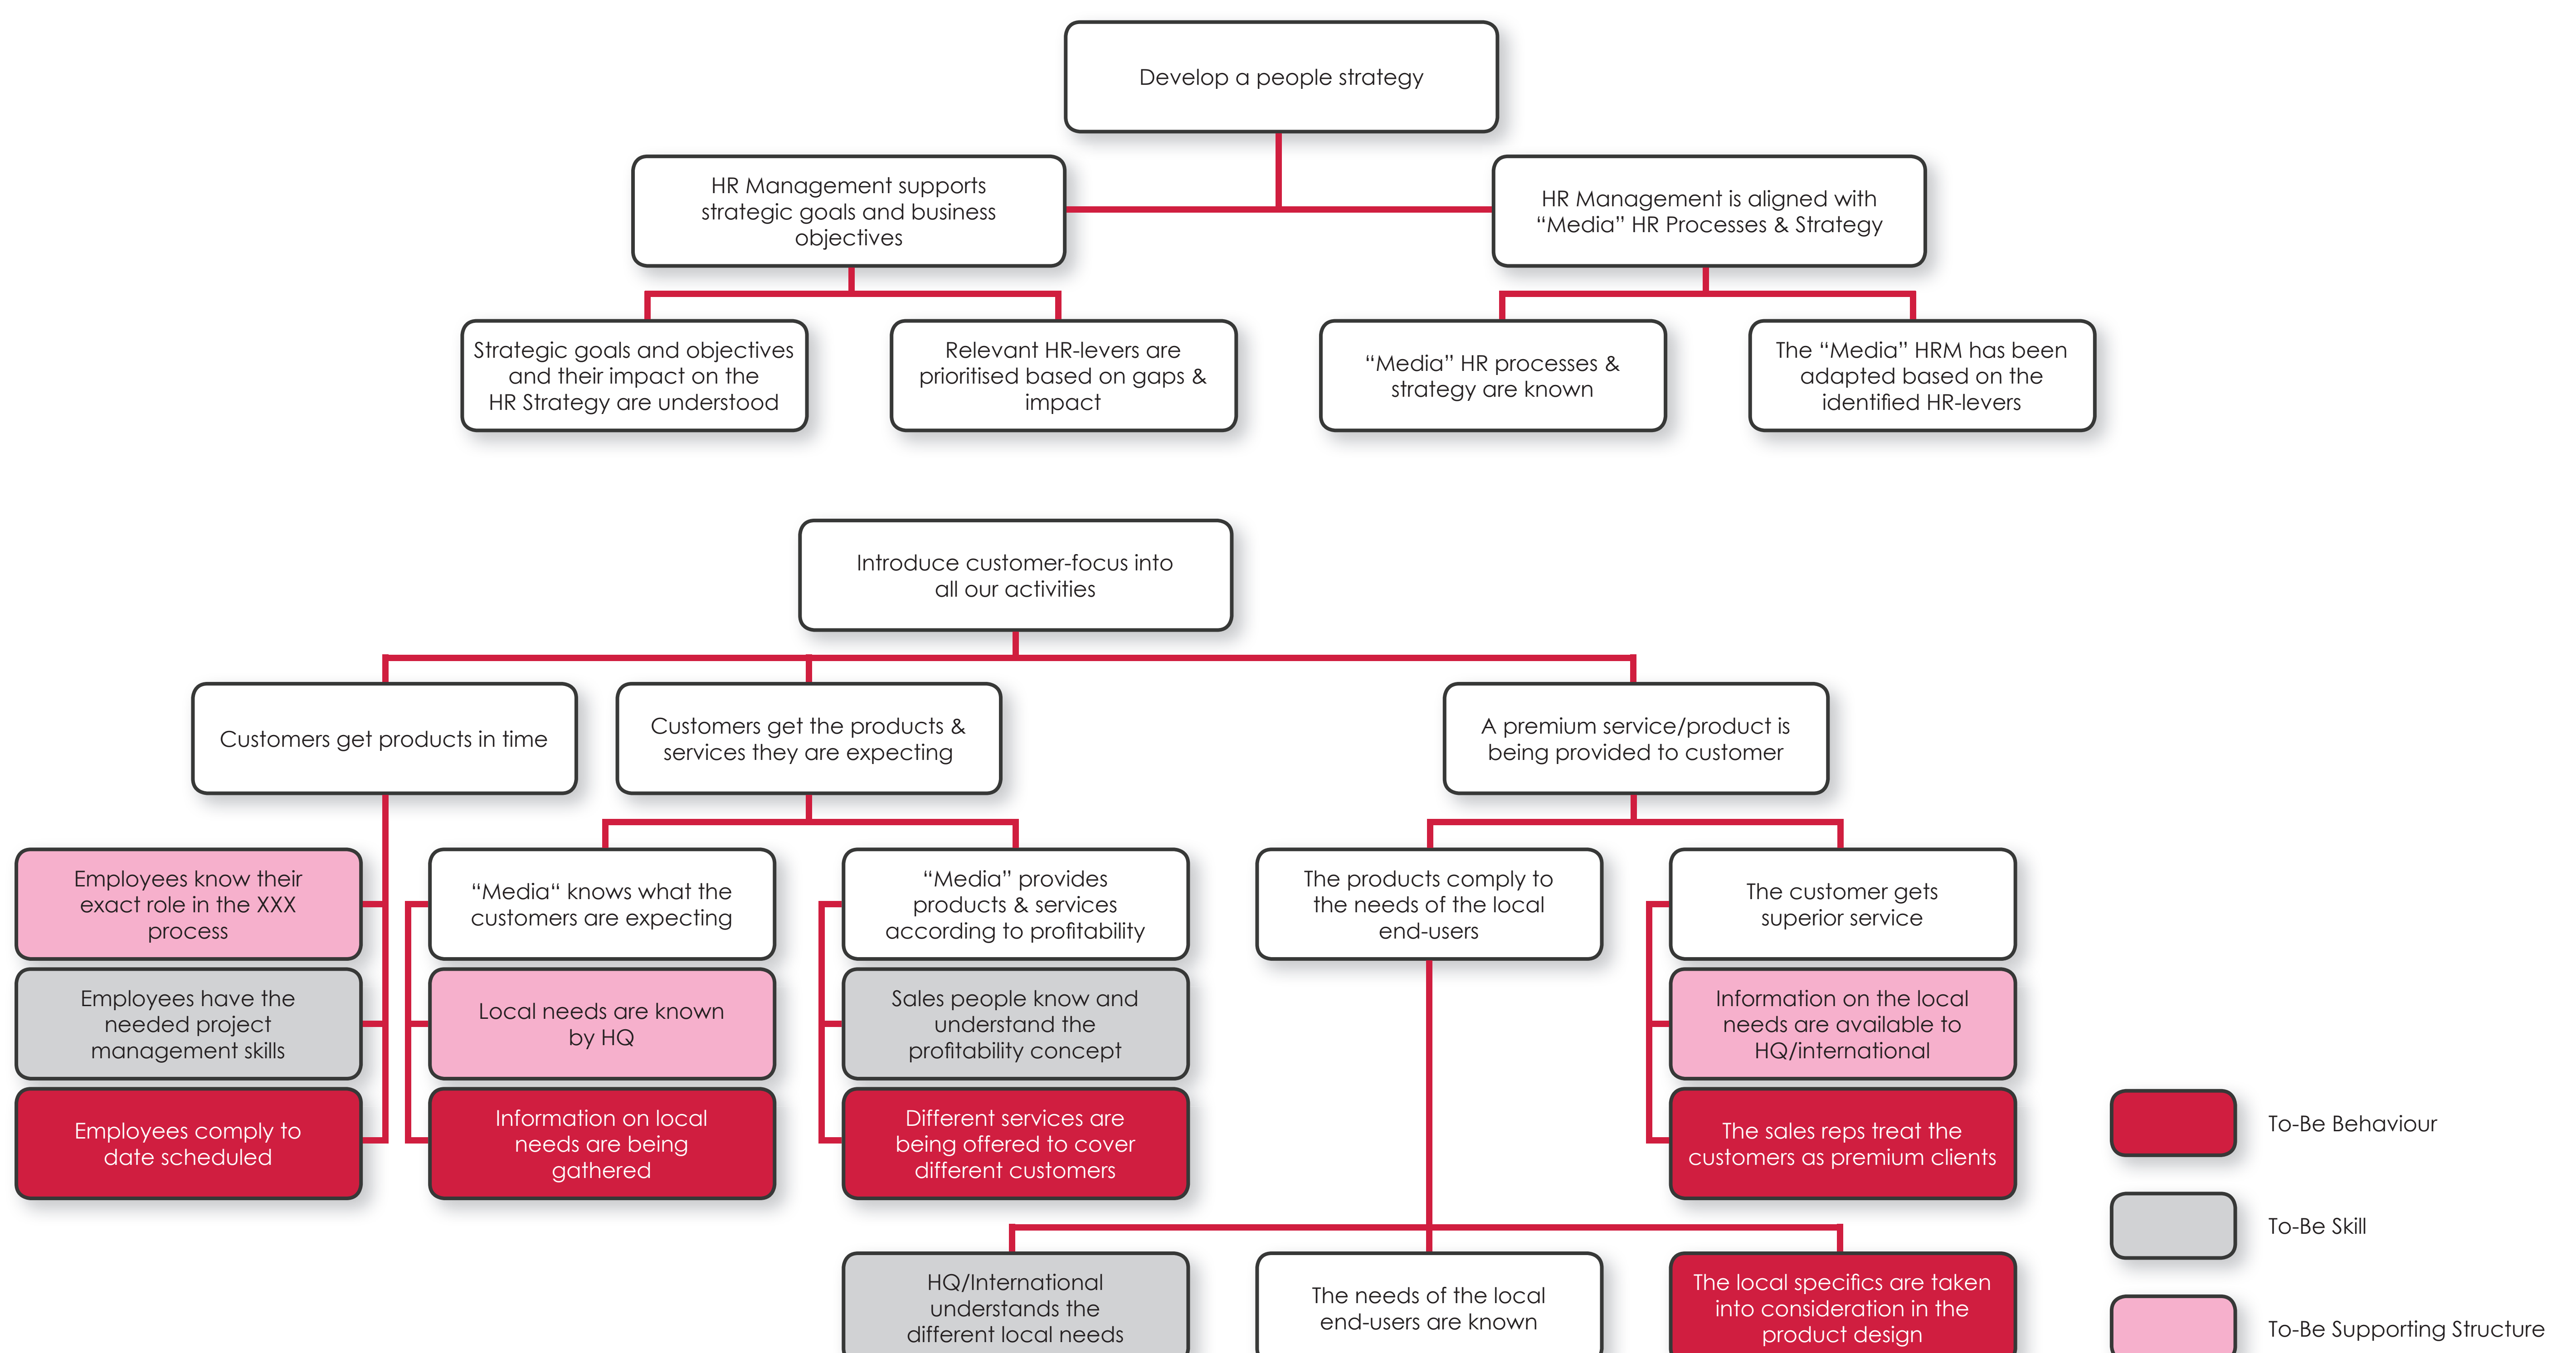 Develop a people strategy
HR Management supports
strategic goals and business
objectives
HR Management is aligned with
“Media” HR Processes & Strategy
Strategic goals and objectives
and their impact on the
HR Strategy are understood
Relevant HR-levers are
prioritised based on gaps &
impact
“Media” HR processes &
strategy are known
The “Media” HRM has been
adapted based on the
identified HR-levers
Introduce customer-focus into
all our activities
Customers get products in time
Customers get the products &
services they are expecting
A premium service/product is
being provided to customer
Employees know their
exact role in the XXX
process
“Media“ knows what the
customers are expecting
“Media” provides
products & services
according to profitability
The products comply to
the needs of the local
end-users
The customer gets
superior service
Employees have the
needed project
management skills
Local needs are known
by HQ
Sales people know and
understand the
profitability concept
Information on the local
needs are available to
HQ/international
Employees comply to
date scheduled
Information on local
needs are being
gathered
Different services are
being offered to cover
different customers
The sales reps treat the
customers as premium clients
To-Be Behaviour
To-Be Skill
HQ/International
understands the
different local needs
The needs of the local
end-users are known
The local specifics are taken
into consideration in the
product design
To-Be Supporting Structure